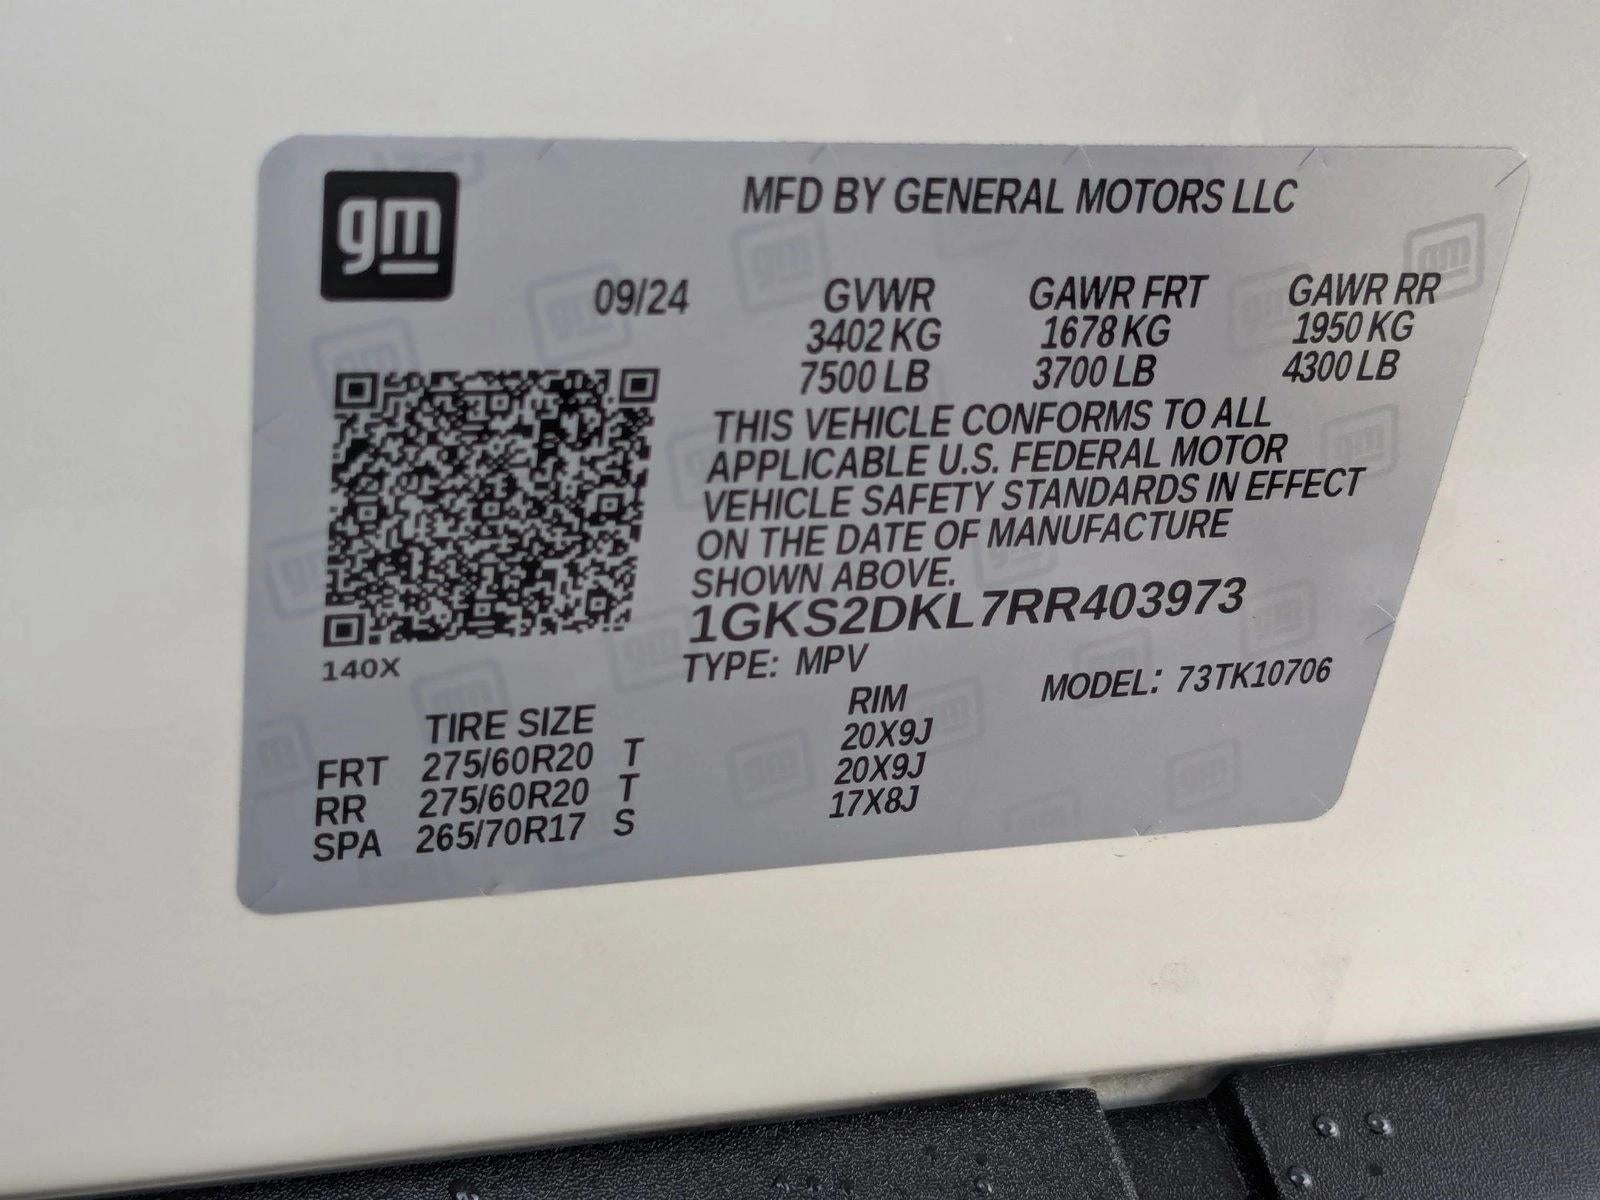 gm
MFD BY GENERAL MOTORS LLC
09/24 GVWR GAWR FRT GAWR RR
3402 KG 1678 KG 1950 KG
7500 LB 3700 LB 4300 LB
THIS VEHICLE CONFORMS TO ALL
APPLICABLE U.S. FEDERAL MOTOR
VEHICLE SAFETY STANDARDS IN EFFECT
ON THE DATE OF MANUFACTURE
SHOWN ABOVE.
1GKS2DKL7RR403973
140X
TYPE: MPV MODEL: 73TK10706
TIRE SIZE RIM
FRT 275/60R20 T 20X9J
RR 275/60R20 T 20X9J
SPA 265/70R17 S 17X8J